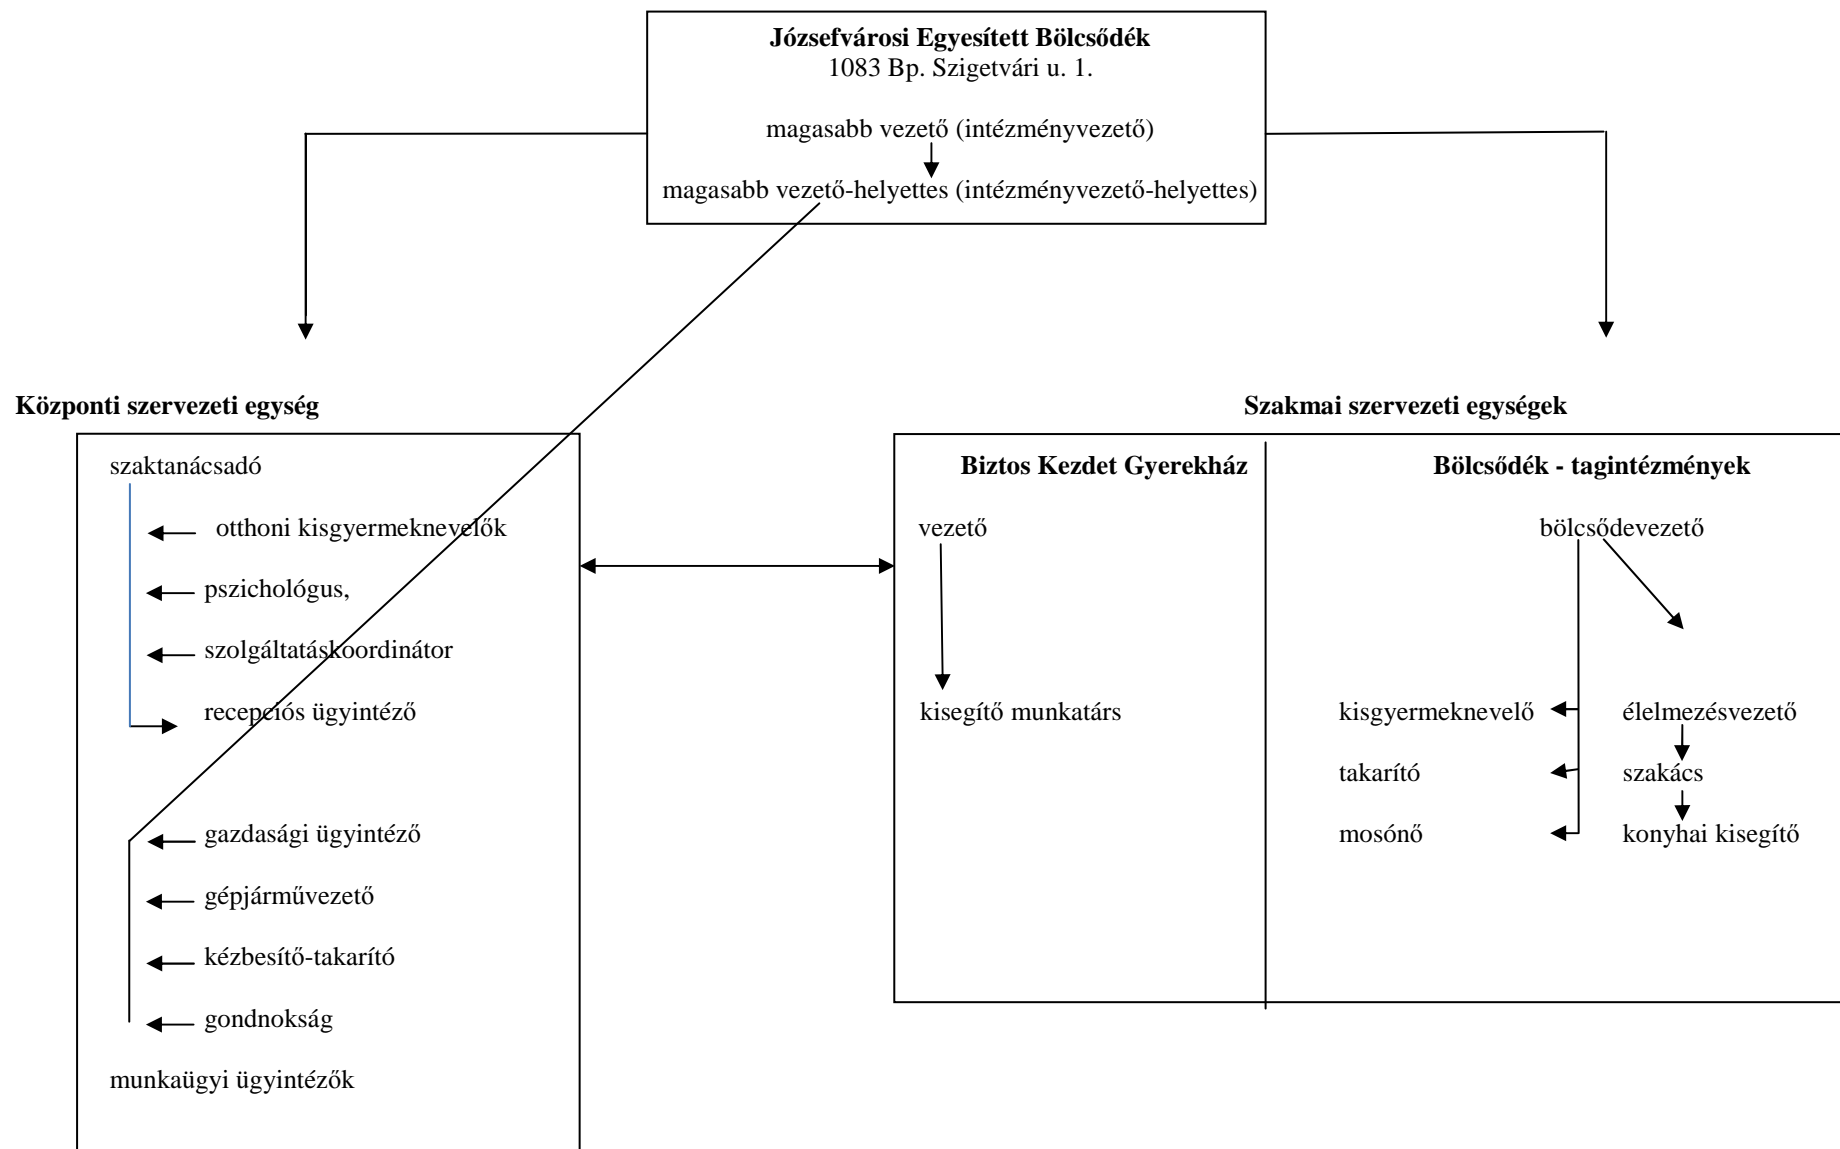 Józsefvárosi Egyesített Bölcsődék
1083 Bp. Szigetvári u. 1.
magasabb vezető (intézményvezető)
magasabb vezető-helyettes (intézményvezető-helyettes)
Központi szervezeti egység
szaktanácsadó
otthoni kisgyermeknevelők
pszichológus,
szolgáltatáskoordinátor
recepciós ügyintéző
gazdasági ügyintéző
gépjárművezető
kézbesítő-takarító
gondnokság
munkaügyi ügyintézők
Szakmai szervezeti egységek
Biztos Kezdet Gyerekház
vezető
kisegítő munkatárs
Bölcsődék - tagintézmények
bölcsődevezető
kisgyermeknevelő
takarító
mosónő
élelmezésvezető
szakács
konyhai kisegítő